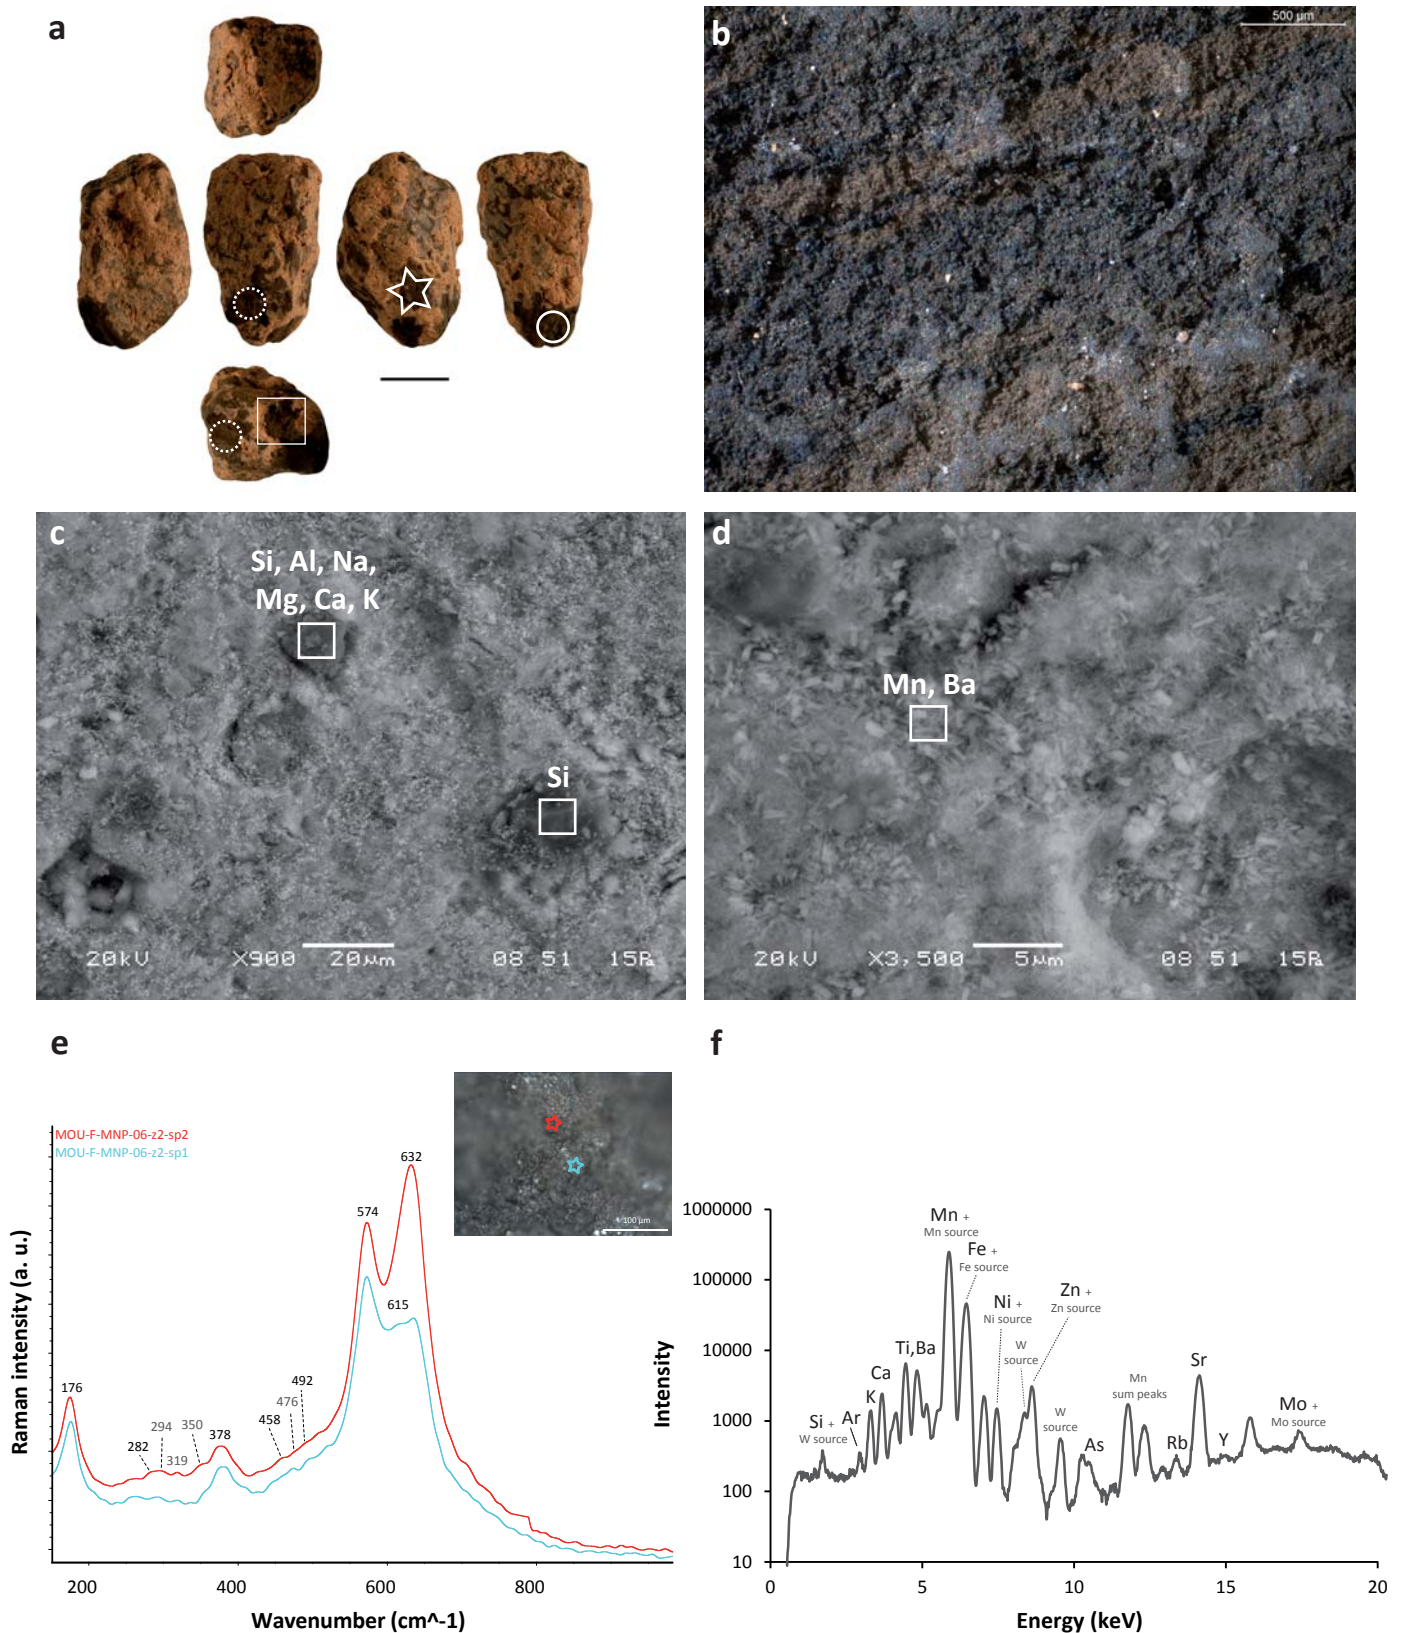 a
b
500 µm
c
Si, Al, Na,
Mg, Ca, K
Si
20kV
X900
20µm
08 51
d
Mn, Ba
20kV
X3,500
5µm
08 51
e
MOU-F-MNP-06-z2-sp2
MOU-F-MNP-06-z2-sp1
100 µm
632
574
615
176
492
476
458
378
350
294
282
319
Raman intensity (a. u.)
200
400
600
800
Wavenumber (cm^-1)
f
1000000
100000
10000
1000
100
10
Intensity
Mn +
Mn source
Fe +
Fe source
Ni +
Ni source
Zn +
Zn source
W
source
Ti,Ba
Ca
K
Ar
Si +
W source
W
source
As
Mn
sum peaks
Sr
Rb
Y
Mo +
Mo source
0
5
10
15
20
Energy (keV)